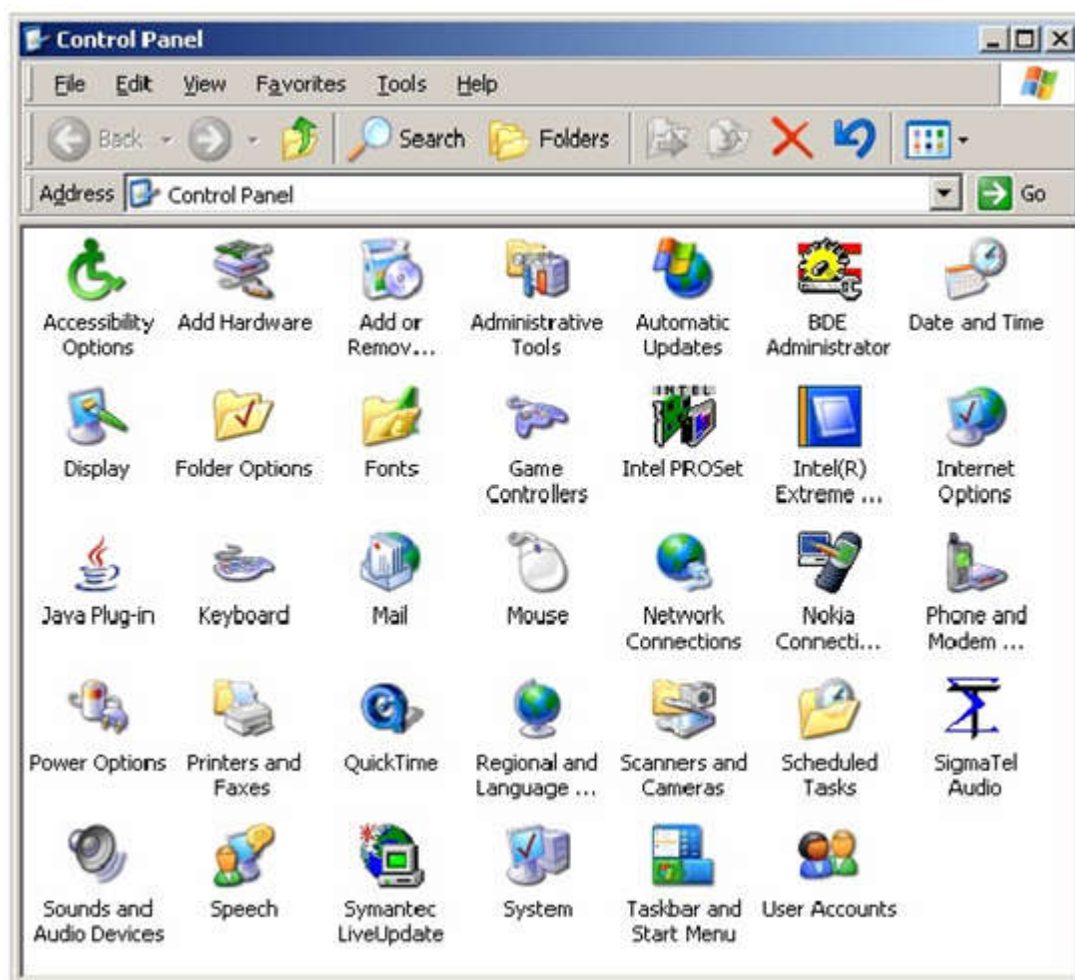 Control Panel
File Edit View Favorites Tools Help
Back Search Folders
Address Control Panel Go
Accessibility Options
Add Hardware
Add or Remov...
Administrative Tools
Automatic Updates
BDE Administrator
Date and Time
Display
Folder Options
Fonts
Game Controllers
INTEL
Intel PROSet
Intel(R) Extreme ...
Internet Options
Java Plug-in
Keyboard
Mail
Mouse
Network Connections
Nokia Connecti...
Phone and Modem ...
Power Options
Printers and Faxes
QuickTime
Regional and Language ...
Scanners and Cameras
Scheduled Tasks
SigmaTel Audio
Sounds and Audio Devices
Speech
Symantec LiveUpdate
System
Taskbar and Start Menu
User Accounts